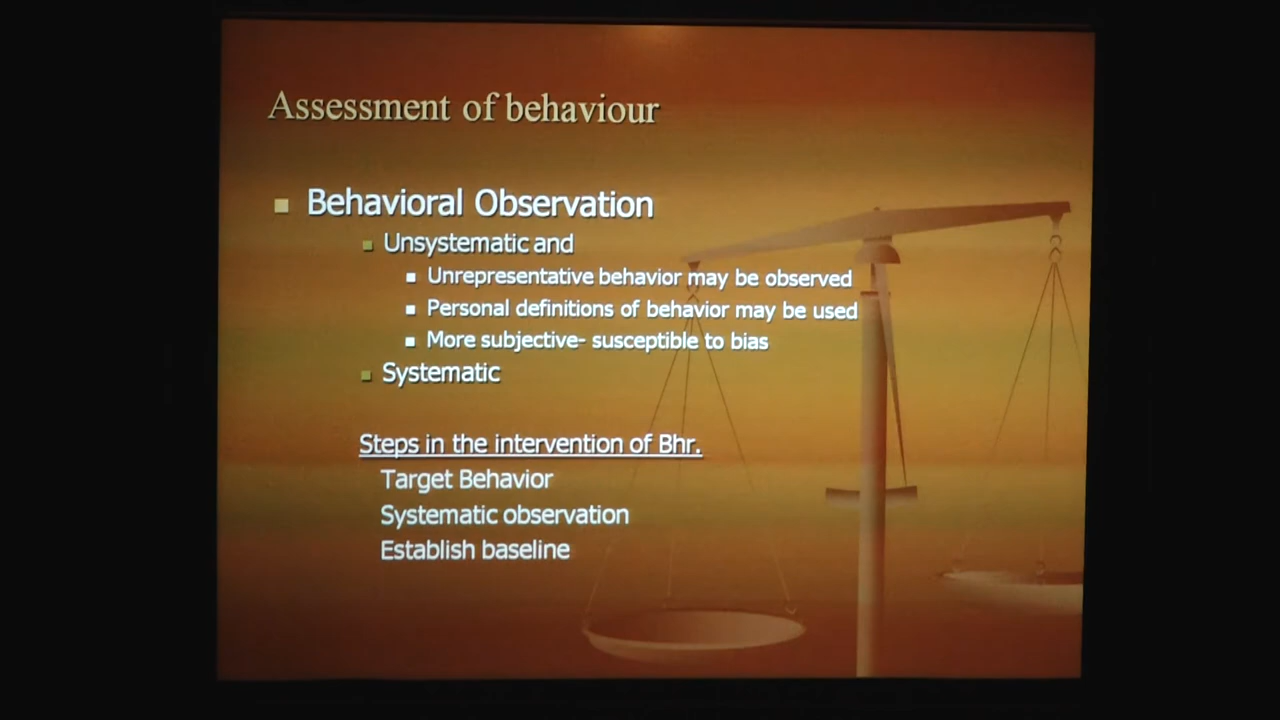 Assessment of behaviour
Behavioral Observation
Unsystematic and
Unrepresentative behavior may be observed
Personal definitions of behavior may be used
More subjective- susceptible to bias
Systematic
Steps in the intervention of Bhr.
Target Behavior
Systematic observation
Establish baseline